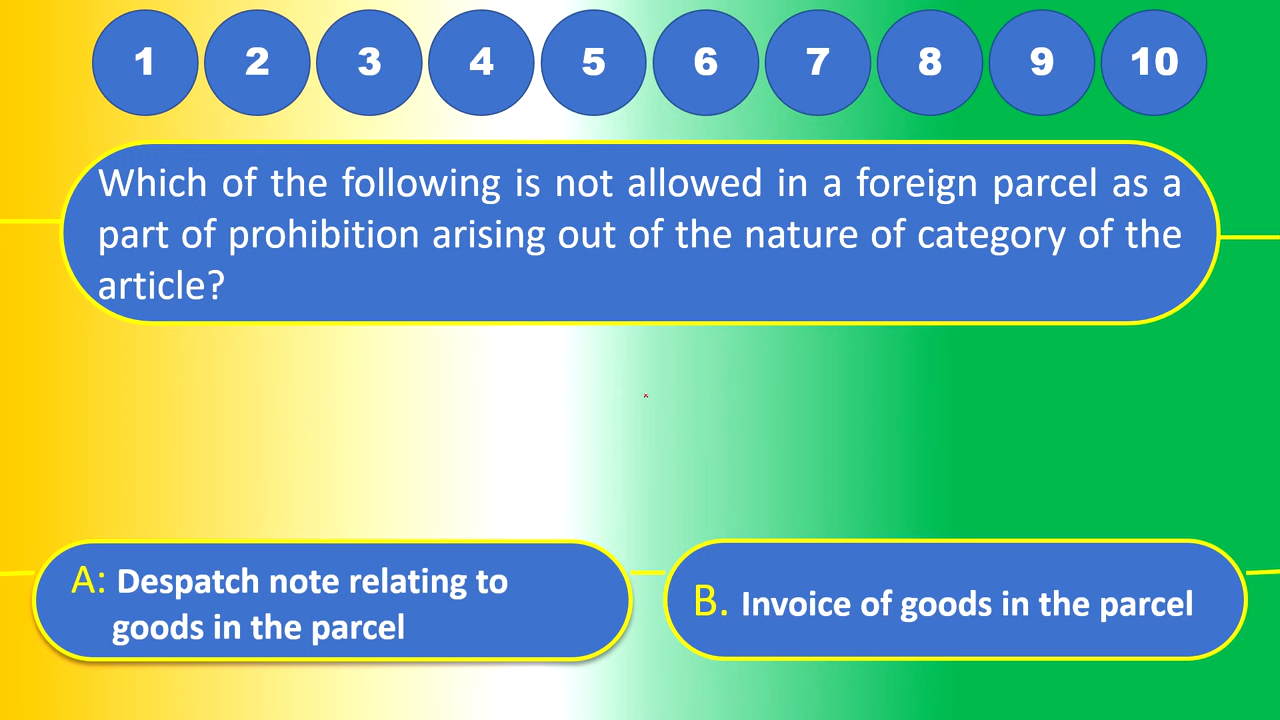 1 2 3 4 5 6 7 8 9 10
Which of the following is not allowed in a foreign parcel as a
part of prohibition arising out of the nature of category of the
article?
A: Despatch note relating to
goods in the parcel
B. Invoice of goods in the parcel